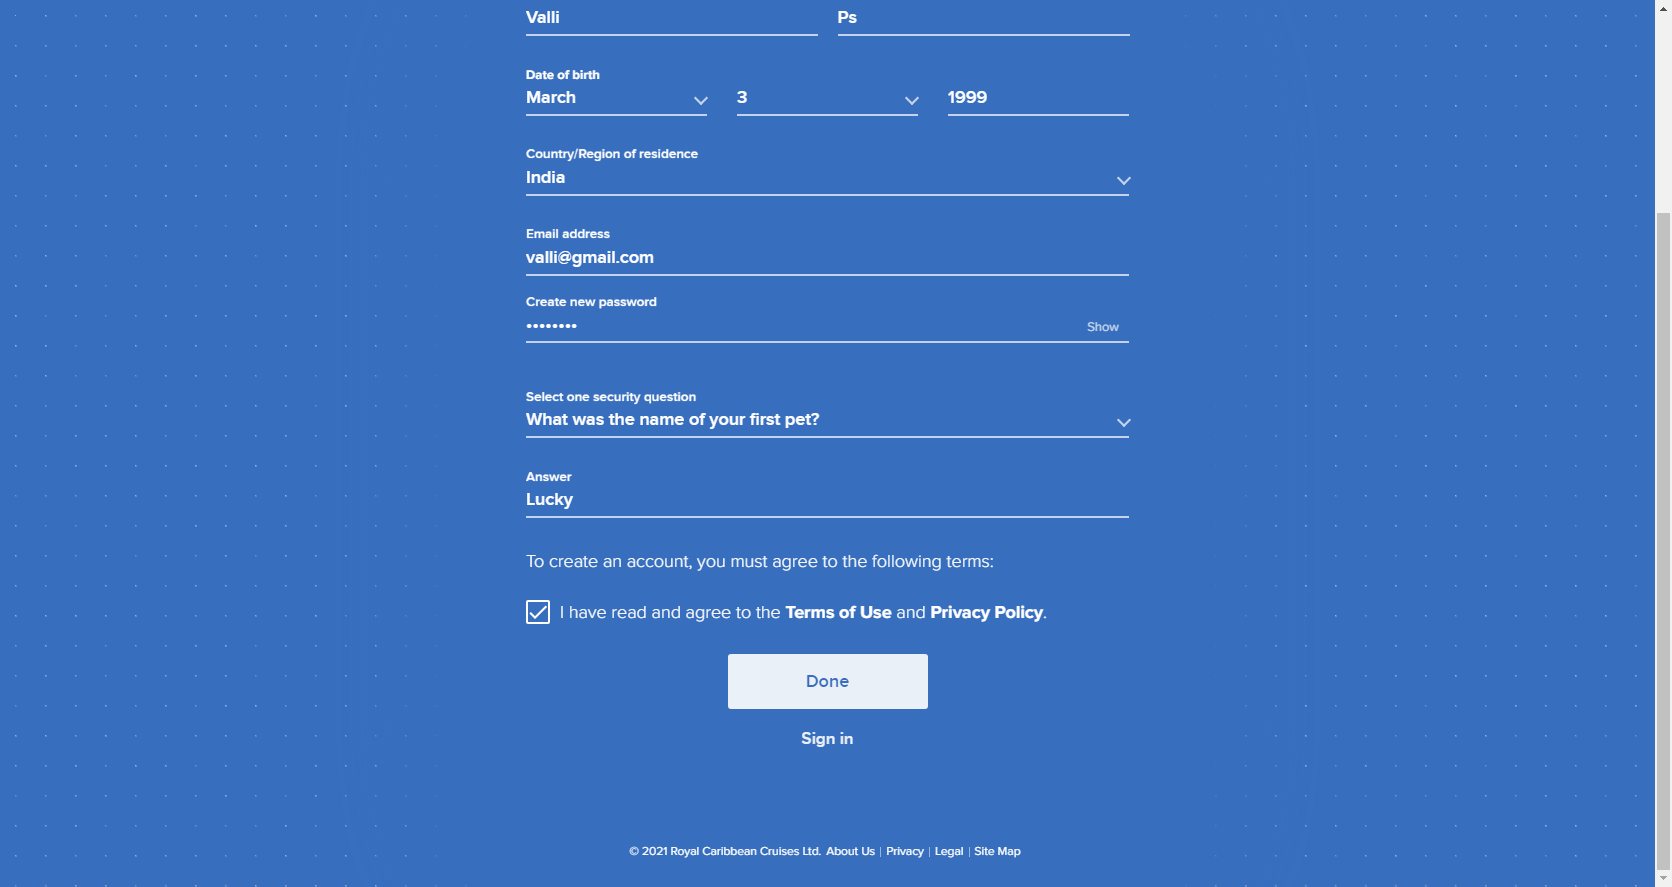 Valli Ps
Date of birth
March 3 1999
Country/Region of residence
India
Email address
valli@gmail.com
Create new password
•••••••• Show
Select one security question
What was the name of your first pet?
Answer
Lucky
To create an account, you must agree to the following terms:
I have read and agree to the Terms of Use and Privacy Policy.
Done
Sign in
© 2021 Royal Caribbean Cruises Ltd. About Us | Privacy | Legal | Site Map